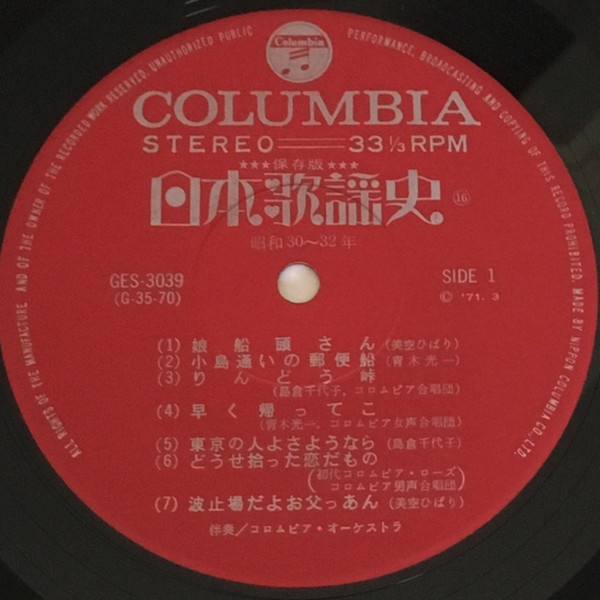 ALL RIGHTS OF THE MANUFACTURE AND OF THE OWNER OF THE RECORDED WORK RESERVED. UNAUTHORIZED PUBLIC PERFORMANCE, BROADCASTING AND COPYING OF THIS RECORD PROHIBITED. MADE BY NIPPON COLUMBIA CO., LTD.
Columbia
COLUMBIA
STEREO 33 1/3 RPM
★★★保存版★★★
日本歌謡史 ⑯
昭和30～32年
GES-3039 SIDE 1
(G-35-70) © '71. 3
(1) 娘船頭さん (美空ひばり)
(2) 小島通いの郵便船 (青木光一)
(3) りんどう峠
(島倉千代子, コロムビア合唱団)
(4) 早く帰ってこ
(青木光一, コロムビア女声合唱団)
(5) 東京の人よさようなら (島倉千代子)
(6) どうせ拾った恋だもの
(初代コロムビア・ローズ
コロムビア男声合唱団)
(7) 波止場だよお父っあん (美空ひばり)
伴奏／コロムビア・オーケストラ